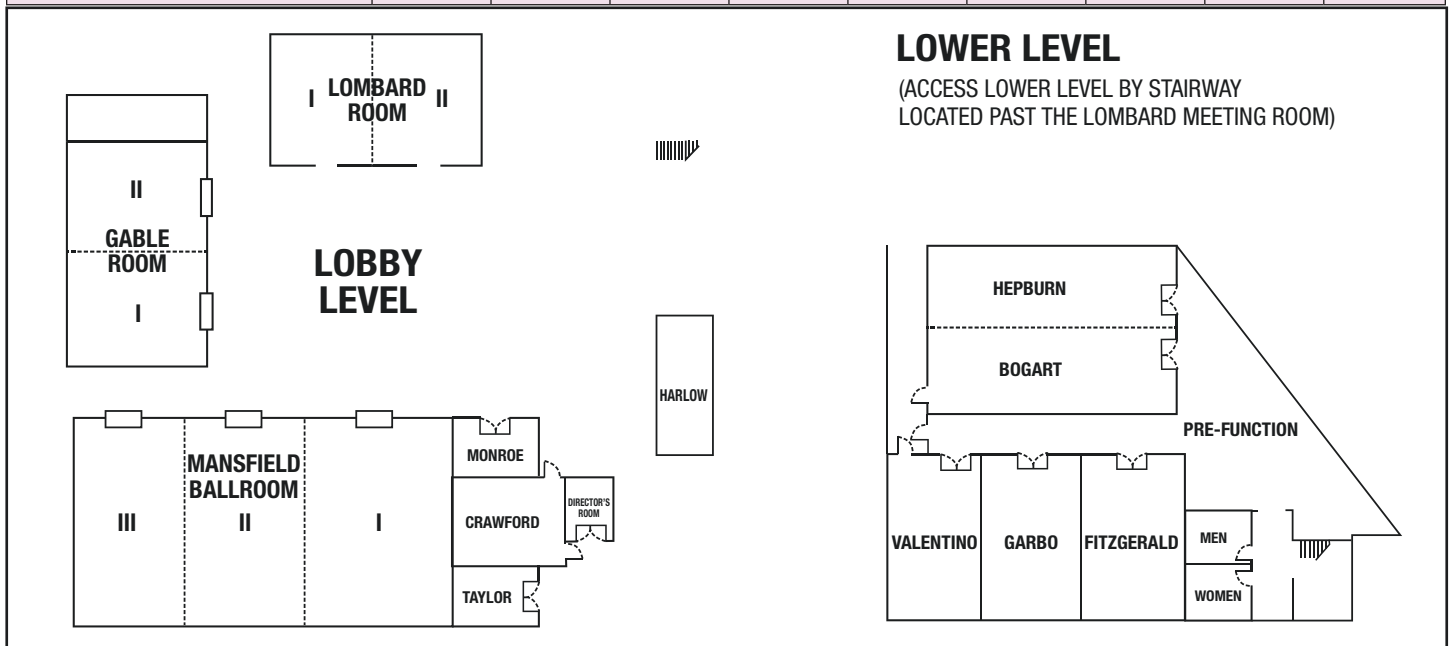 LOMBARD
ROOM
I
II
II
GABLE
ROOM
I
LOBBY
LEVEL
HARLOW
MANSFIELD
BALLROOM
III
II
I
MONROE
CRAWFORD
DIRECTOR'S
ROOM
TAYLOR
LOWER LEVEL
(ACCESS LOWER LEVEL BY STAIRWAY
LOCATED PAST THE LOMBARD MEETING ROOM)
HEPBURN
BOGART
PRE-FUNCTION
VALENTINO
GARBO
FITZGERALD
MEN
WOMEN